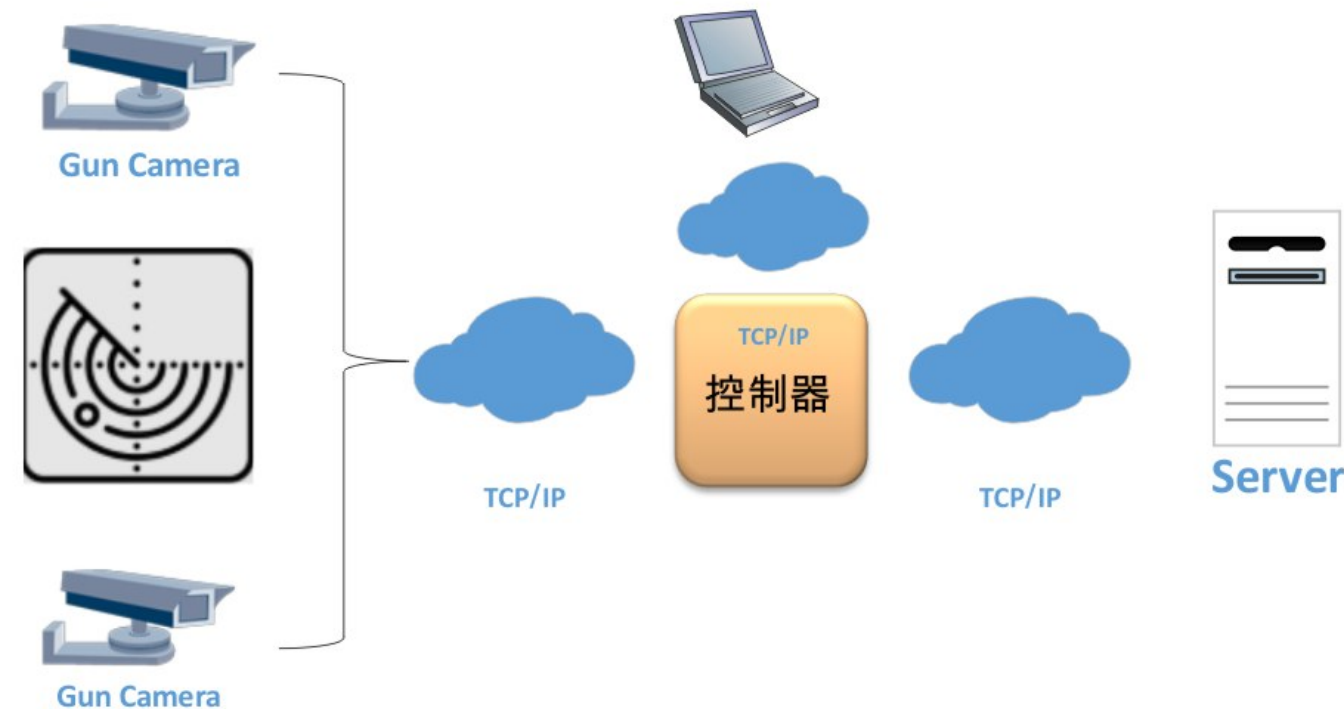 Gun Camera
TCP/IP
控制器
TCP/IP
TCP/IP
Server
Gun Camera